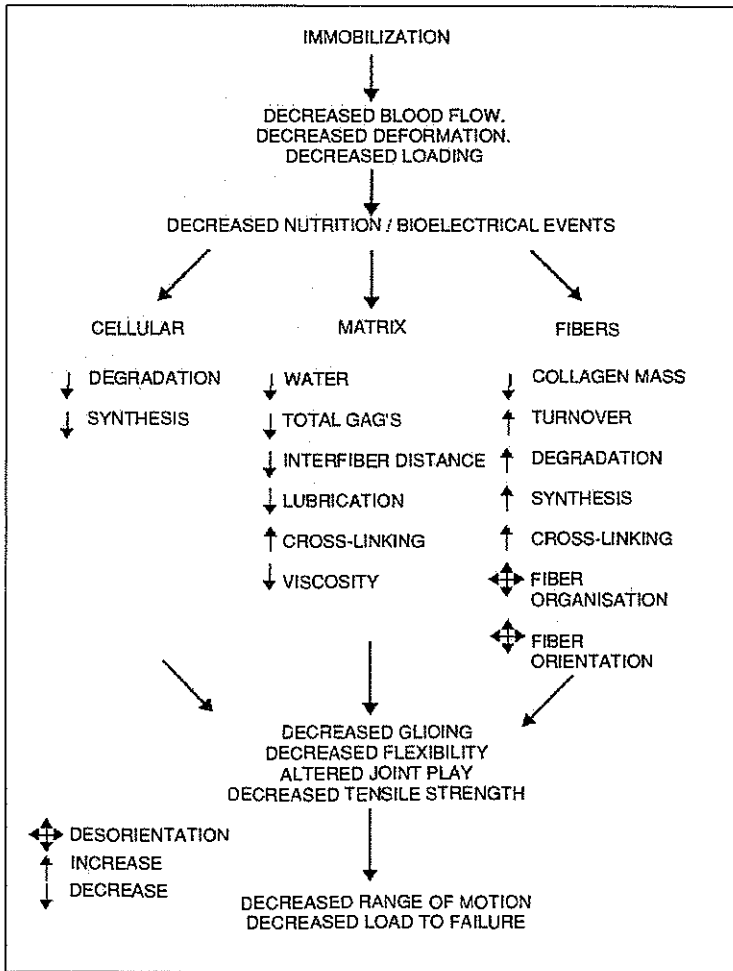 IMMOBILIZATION
DECREASED BLOOD FLOW.
DECREASED DEFORMATION.
DECREASED LOADING
DECREASED NUTRITION / BIOELECTRICAL EVENTS
CELLULAR
DEGRADATION
SYNTHESIS
MATRIX
WATER
TOTAL GAG'S
INTERFIBER DISTANCE
LUBRICATION
CROSS-LINKING
VISCOSITY
FIBERS
COLLAGEN MASS
TURNOVER
DEGRADATION
SYNTHESIS
CROSS-LINKING
FIBER
ORGANISATION
FIBER
ORIENTATION
DECREASED GLIOING
DECREASED FLEXIBILITY
ALTERED JOINT PLAY
DECREASED TENSILE STRENGTH
DESORIENTATION
INCREASE
DECREASE
DECREASED RANGE OF MOTION
DECREASED LOAD TO FAILURE